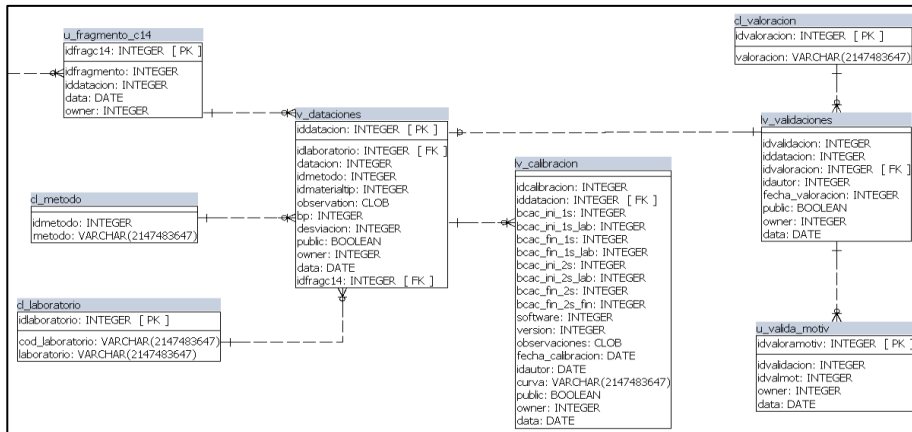 u_fragmento_c14
idfragc14: INTEGER [ PK ]
idfragmento: INTEGER
iddatacion: INTEGER
data: DATE
owner: INTEGER
cl_metodo
idmetodo: INTEGER
metodo: VARCHAR(2147483647)
cl_laboratorio
idlaboratorio: INTEGER [ PK ]
cod_laboratorio: VARCHAR(2147483647)
laboratorio: VARCHAR(2147483647)
lv_dataciones
iddatacion: INTEGER [ PK ]
idlaboratorio: INTEGER [ FK ]
datacion: INTEGER
idmetodo: INTEGER
idmaterialtip: INTEGER
observation: CLOB
bp: INTEGER
desviacion: INTEGER
public: BOOLEAN
owner: INTEGER
data: DATE
idfragc14: INTEGER [ FK ]
lv_calibracion
idcalibracion: INTEGER
iddatacion: INTEGER [ FK ]
bcac_ini_1s: INTEGER
bcac_ini_1s_lab: INTEGER
bcac_fin_1s: INTEGER
bcac_fin_1s_lab: INTEGER
bcac_ini_2s: INTEGER
bcac_ini_2s_lab: INTEGER
bcac_fin_2s: INTEGER
bcac_fin_2s_fin: INTEGER
software: INTEGER
version: INTEGER
observaciones: CLOB
fecha_calibracion: DATE
idautor: DATE
curva: VARCHAR(2147483647)
public: BOOLEAN
owner: INTEGER
data: DATE
cl_valoracion
idvaloracion: INTEGER [ PK ]
valoracion: VARCHAR(2147483647)
lv_validaciones
idvalidacion: INTEGER
iddatacion: INTEGER
idvaloracion: INTEGER [ FK ]
idautor: INTEGER
fecha_valoracion: INTEGER
public: BOOLEAN
owner: INTEGER
data: DATE
u_valida_motiv
idvaloramotiv: INTEGER [ PK ]
idvalidacion: INTEGER
idvalmot: INTEGER
owner: INTEGER
data: DATE